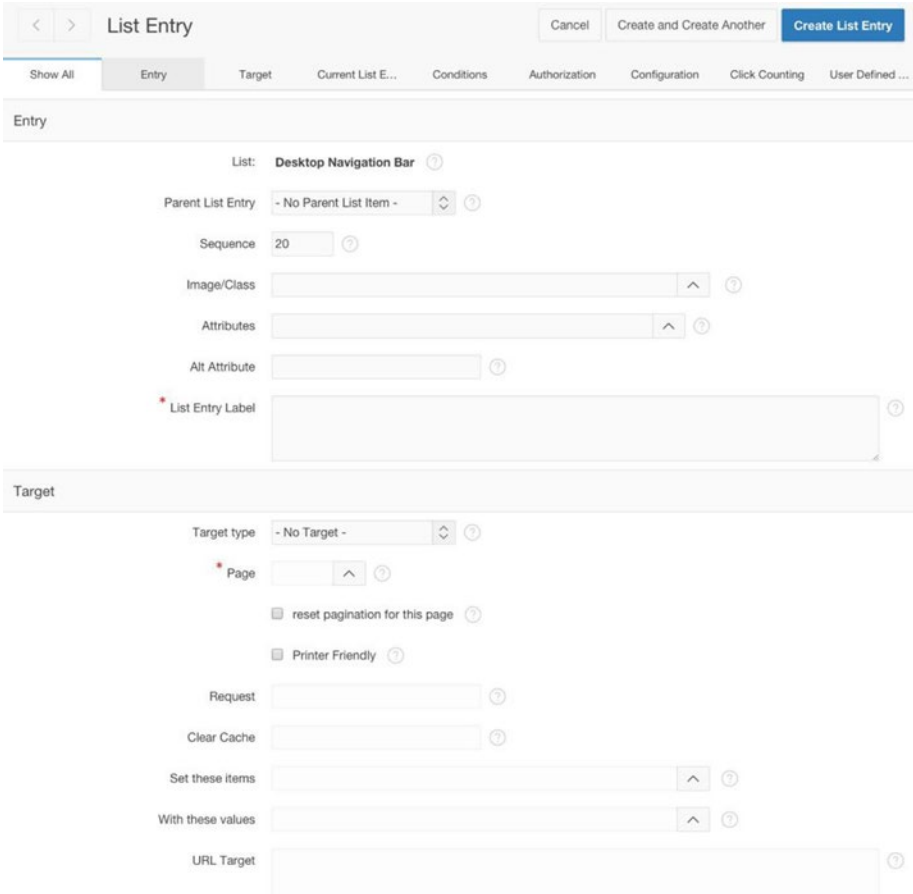 List Entry Cancel Create and Create Another Create List Entry
Show All Entry Target Current List E... Conditions Authorization Configuration Click Counting User Defined ...
Entry
List: Desktop Navigation Bar ?
Parent List Entry - No Parent List Item - ?
Sequence 20 ?
Image/Class ?
Attributes ?
Alt Attribute ?
* List Entry Label ?
Target
Target type - No Target - ?
* Page ?
reset pagination for this page ?
Printer Friendly ?
Request ?
Clear Cache ?
Set these items ?
With these values ?
URL Target ?